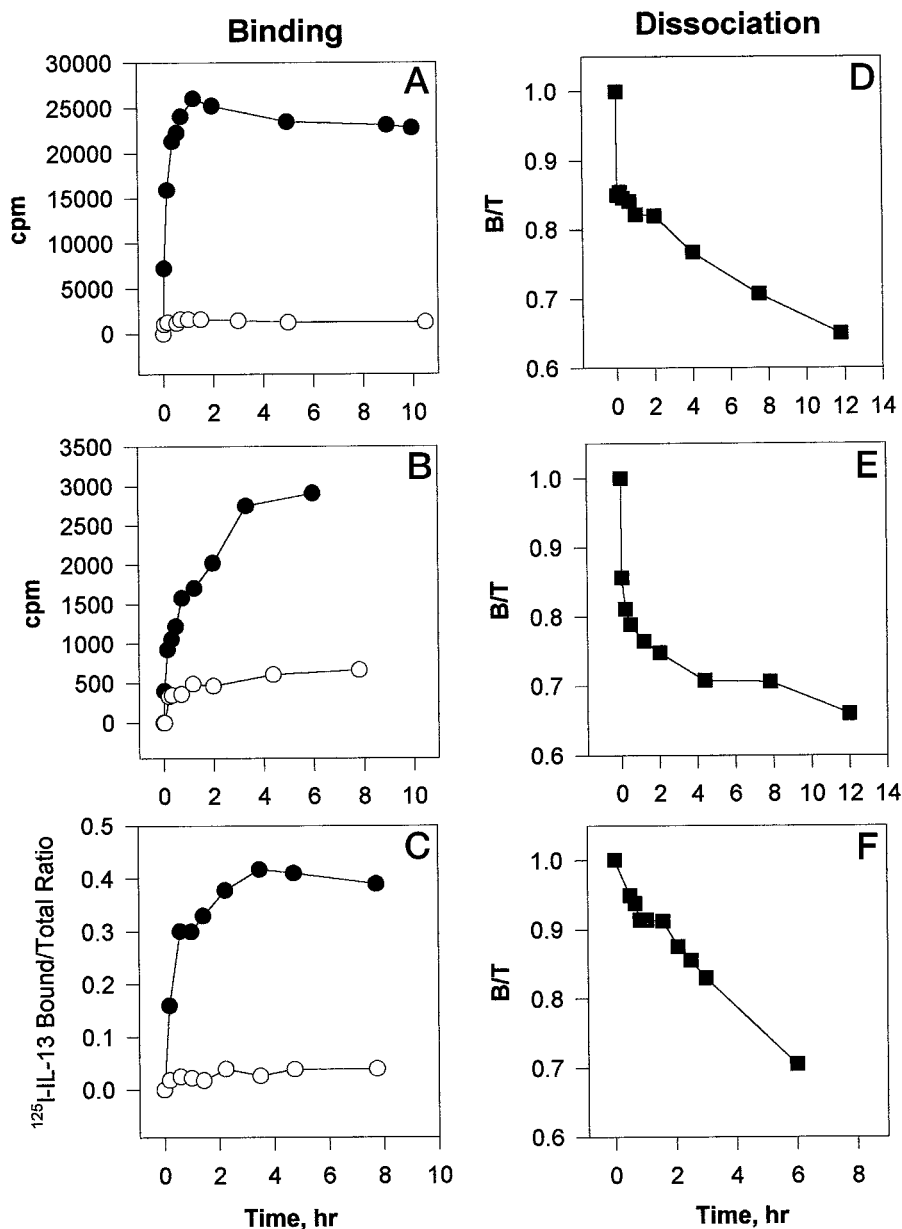 Binding
Dissociation
A
30000
25000
20000
15000
10000
5000
0
cpm
0 2 4 6 8 10
D
1.0
0.9
0.8
0.7
0.6
B/T
0 2 4 6 8 10 12 14
B
3500
3000
2500
2000
1500
1000
500
0
cpm
0 2 4 6 8 10
E
1.0
0.9
0.8
0.7
0.6
B/T
0 2 4 6 8 10 12 14
C
0.5
0.4
0.3
0.2
0.1
0.0
¹²⁵I-IL-13 Bound/Total Ratio
0 2 4 6 8 10
Time, hr
F
1.0
0.9
0.8
0.7
0.6
B/T
0 2 4 6 8
Time, hr